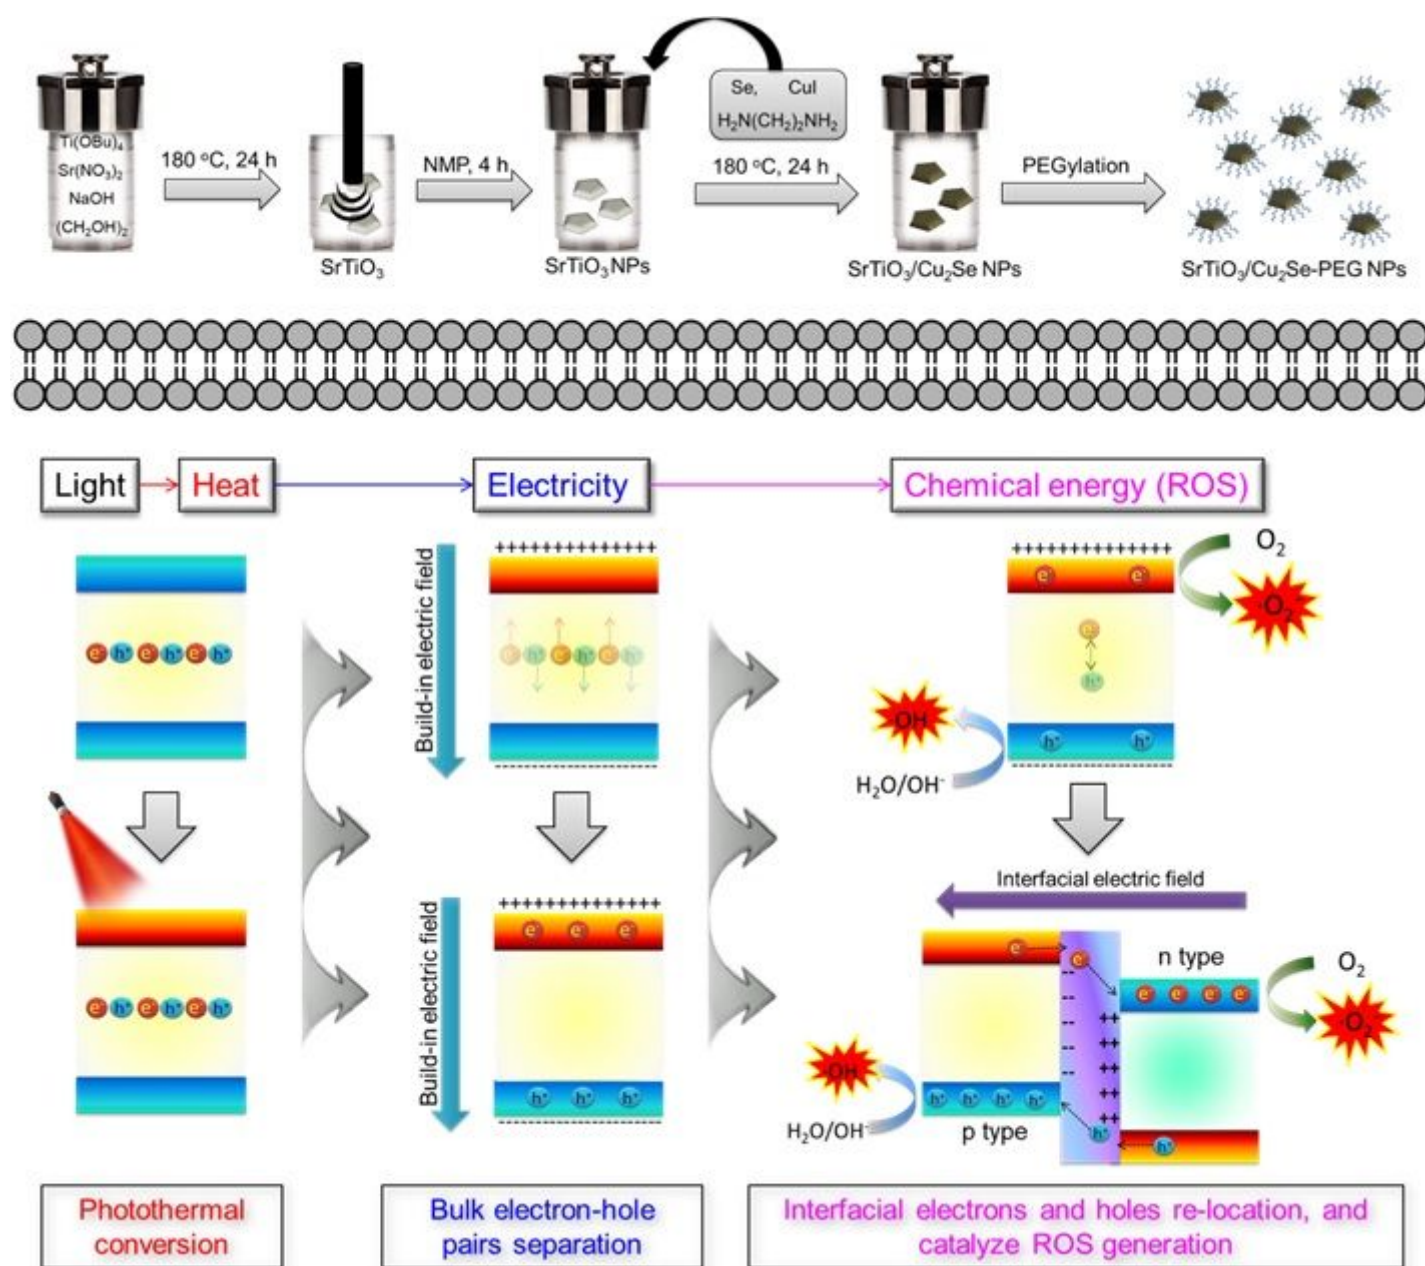 Ti(OBu)₄
Sr(NO₃)₂
NaOH
(CH₂OH)₂
180 °C, 24 h
SrTiO₃
NMP, 4 h
SrTiO₃ NPs
Se, CuI
H₂N(CH₂)₂NH₂
180 °C, 24 h
SrTiO₃/Cu₂Se NPs
PEGylation
SrTiO₃/Cu₂Se-PEG NPs
Light
Heat
Electricity
Chemical energy (ROS)
e⁻ h⁺ e⁻ h⁺ e⁻ h⁺
Build-in electric field
+++++++++++++
e⁻ h⁺ e⁻ h⁺ e⁻ h⁺
+++++++++++++
e⁻ e⁻
O₂
·O₂⁻
e⁻
h⁺
·OH
h⁺ h⁺
H₂O/OH⁻
e⁻ h⁺ e⁻ h⁺ e⁻ h⁺
Build-in electric field
+++++++++++++
e⁻ e⁻ e⁻
h⁺ h⁺ h⁺
Interfacial electric field
e⁻ e⁻
n type
e⁻ e⁻ e⁻ e⁻
O₂
·O₂⁻
-- ++
-- ++
-- ++
-- ++
-- ++
·OH
h⁺ h⁺ h⁺ h⁺
H₂O/OH⁻
p type
h⁺ h⁺
Photothermal
conversion
Bulk electron-hole
pairs separation
Interfacial electrons and holes re-location, and
catalyze ROS generation